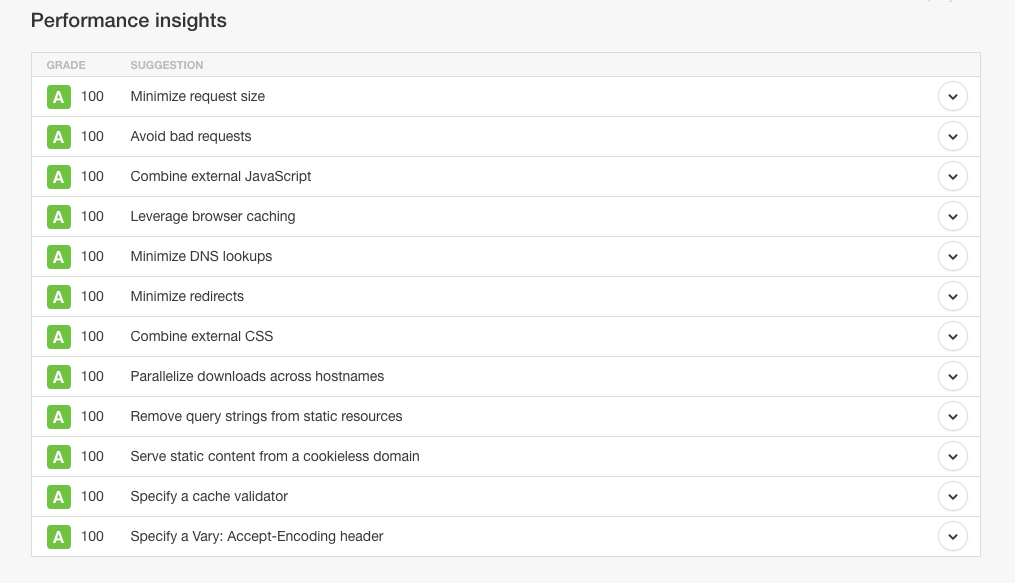 Performance insights
GRADE SUGGESTION
A 100 Minimize request size
A 100 Avoid bad requests
A 100 Combine external JavaScript
A 100 Leverage browser caching
A 100 Minimize DNS lookups
A 100 Minimize redirects
A 100 Combine external CSS
A 100 Parallelize downloads across hostnames
A 100 Remove query strings from static resources
A 100 Serve static content from a cookieless domain
A 100 Specify a cache validator
A 100 Specify a Vary: Accept-Encoding header